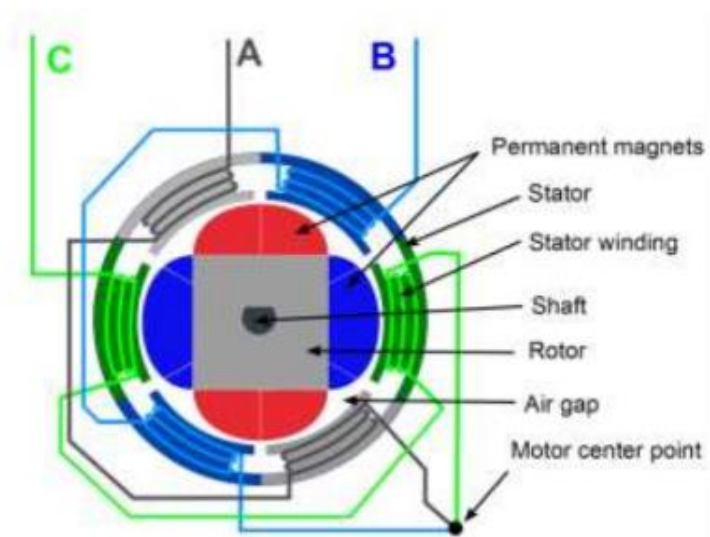 C
A
B
Permanent magnets
Stator
Stator winding
Shaft
Rotor
Air gap
Motor center point